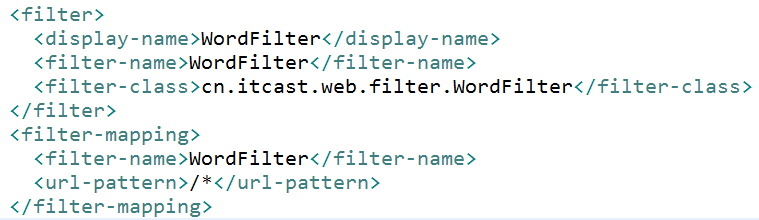 <filter>
<display-name>WordFilter</display-name>
<filter-name>WordFilter</filter-name>
<filter-class>cn.itcast.web.filter.WordFilter</filter-class>
</filter>
<filter-mapping>
<filter-name>WordFilter</filter-name>
<url-pattern>/*</url-pattern>
</filter-mapping>